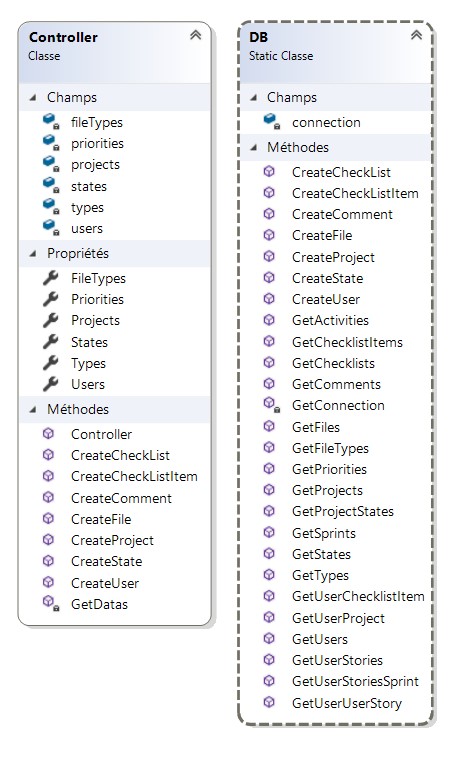 Controller
Classe
Champs
fileTypes
priorities
projects
states
types
users
Propriétés
FileTypes
Priorities
Projects
States
Types
Users
Méthodes
Controller
CreateCheckList
CreateCheckListItem
CreateComment
CreateFile
CreateProject
CreateState
CreateUser
GetDatas
DB
Static Classe
Champs
connection
Méthodes
CreateCheckList
CreateCheckListItem
CreateComment
CreateFile
CreateProject
CreateState
CreateUser
GetActivities
GetChecklistItems
GetChecklists
GetComments
GetConnection
GetFiles
GetFileTypes
GetPriorities
GetProjects
GetProjectStates
GetSprints
GetStates
GetTypes
GetUserChecklistItem
GetUserProject
GetUsers
GetUserStories
GetUserStoriesSprint
GetUserUserStory